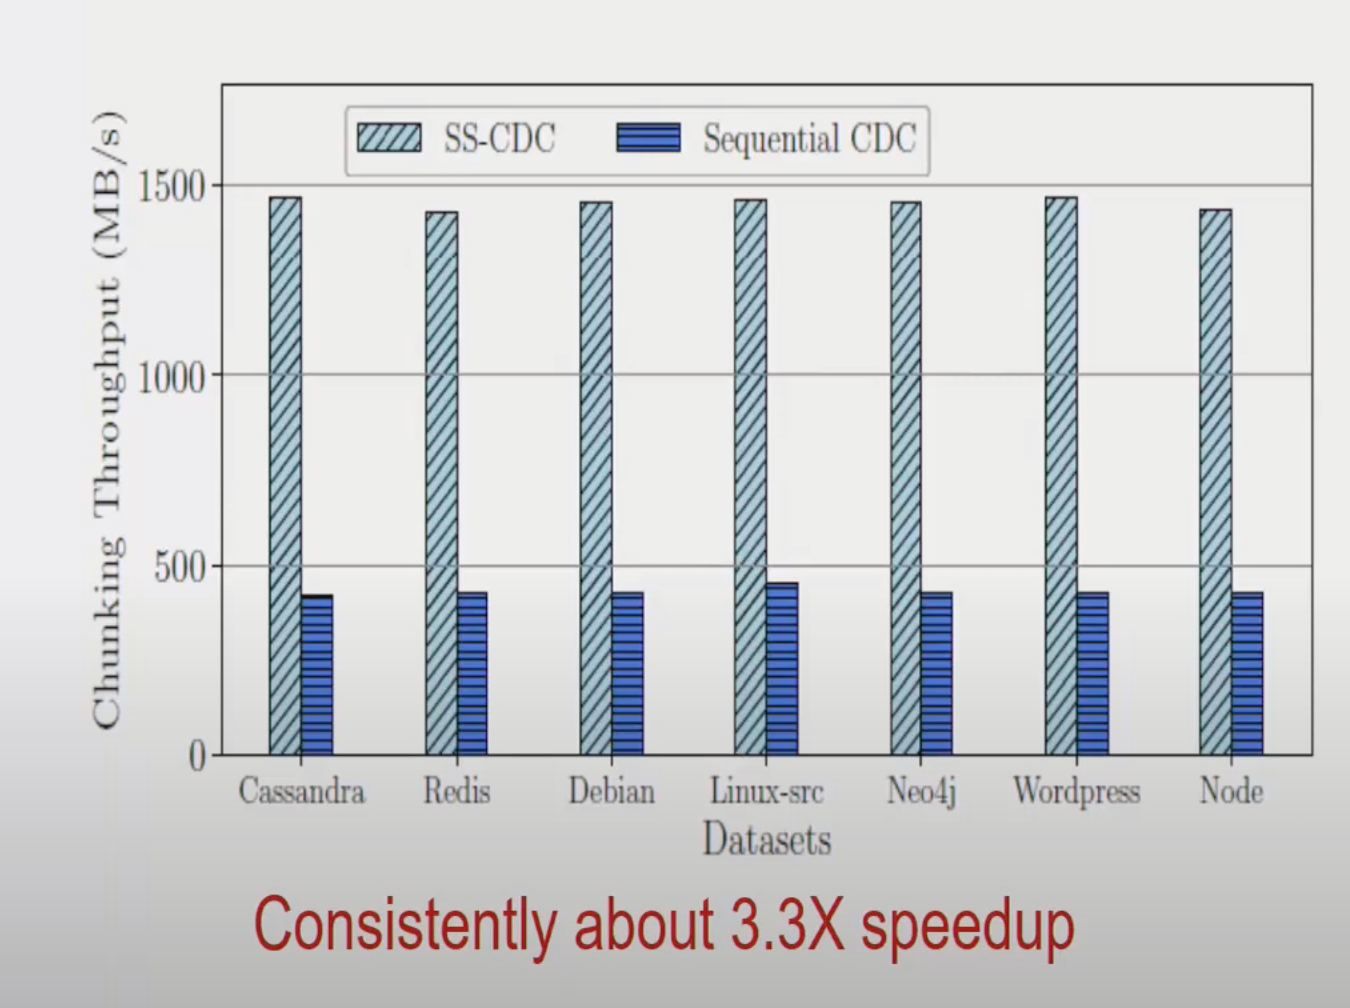 SS-CDC Sequential CDC
Chunking Throughput (MB/s)
1500
1000
500
0
Cassandra Redis Debian Linux-src Neo4j Wordpress Node
Datasets
Consistently about 3.3X speedup